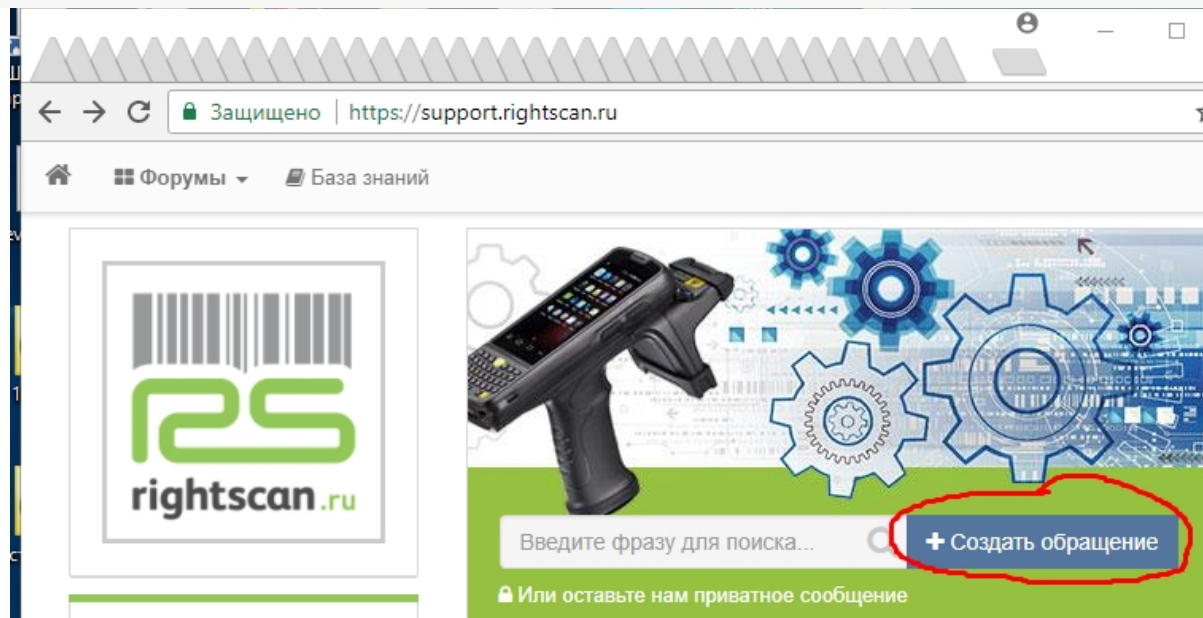 Защищено | https://support.rightscan.ru
Форумы
База знаний
rightscan.ru
Введите фразу для поиска...
+ Создать обращение
Или оставьте нам приватное сообщение